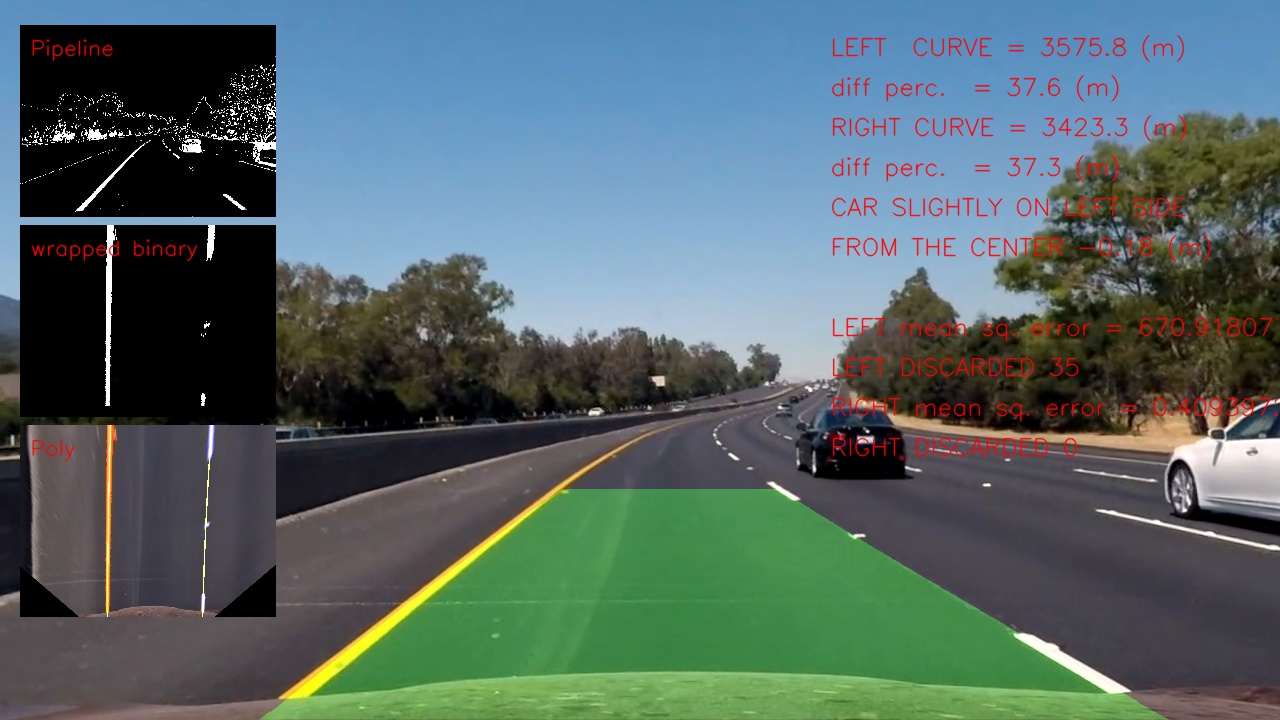 Pipeline
wrapped binary
Poly
LEFT CURVE = 3575.8 (m)
diff perc. = 37.6 (m)
RIGHT CURVE = 3423.3 (m)
diff perc. = 37.3 (m)
CAR SLIGHTLY ON LEFT SIDE
FROM THE CENTER -0.18 (m)
LEFT mean sq. error = 670.91807
LEFT DISCARDED 35
RIGHT mean sq. error = 0.409397
RIGHT DISCARDED 0